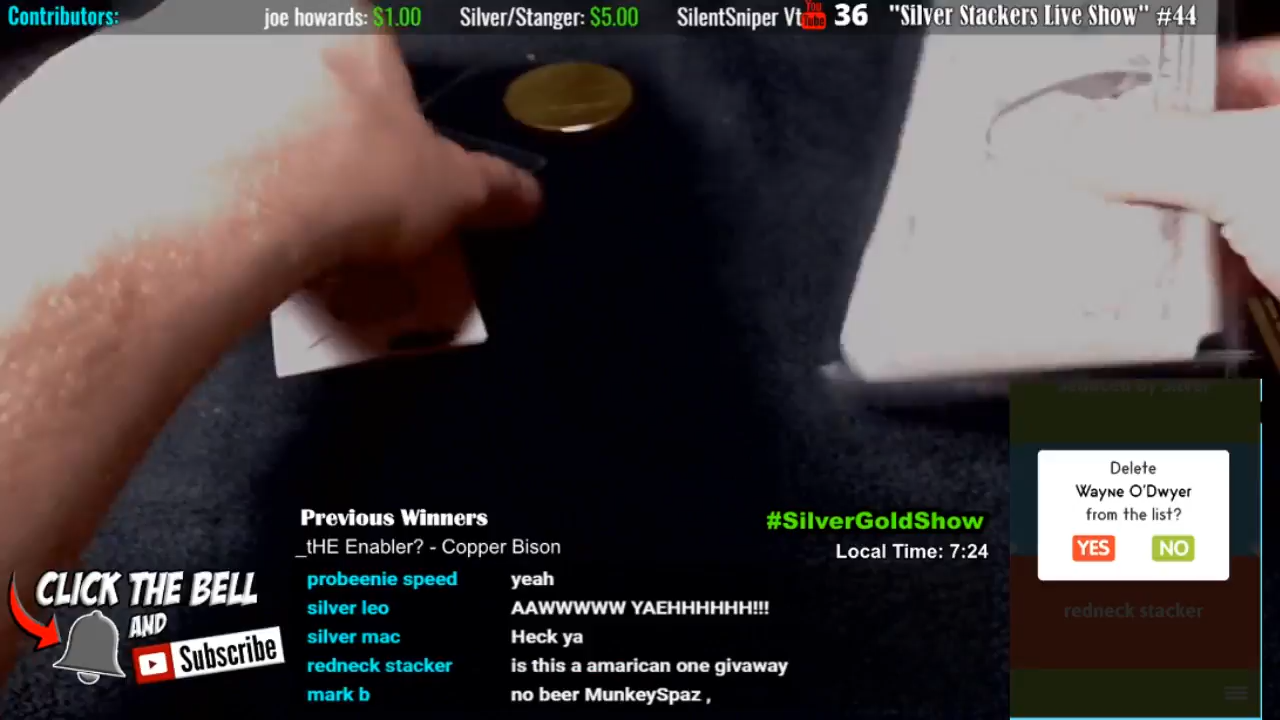 Contributors: joe howards: $1.00 Silver/Stanger: $5.00 SilentSniper Vt YouTube 36 "Silver Stackers Live Show" #44
Delete
Wayne O'Dwyer
from the list?
YES NO
redneck stacker
Previous Winners
#SilverGoldShow
_tHE Enabler? - Copper Bison
Local Time: 7:24
probeenie speed yeah
silver leo AAWWWWW YAEHHHHHH!!!
silver mac Heck ya
redneck stacker is this a amarican one givaway
mark b no beer MunkeySpaz ,
CLICK THE BELL
AND
Subscribe